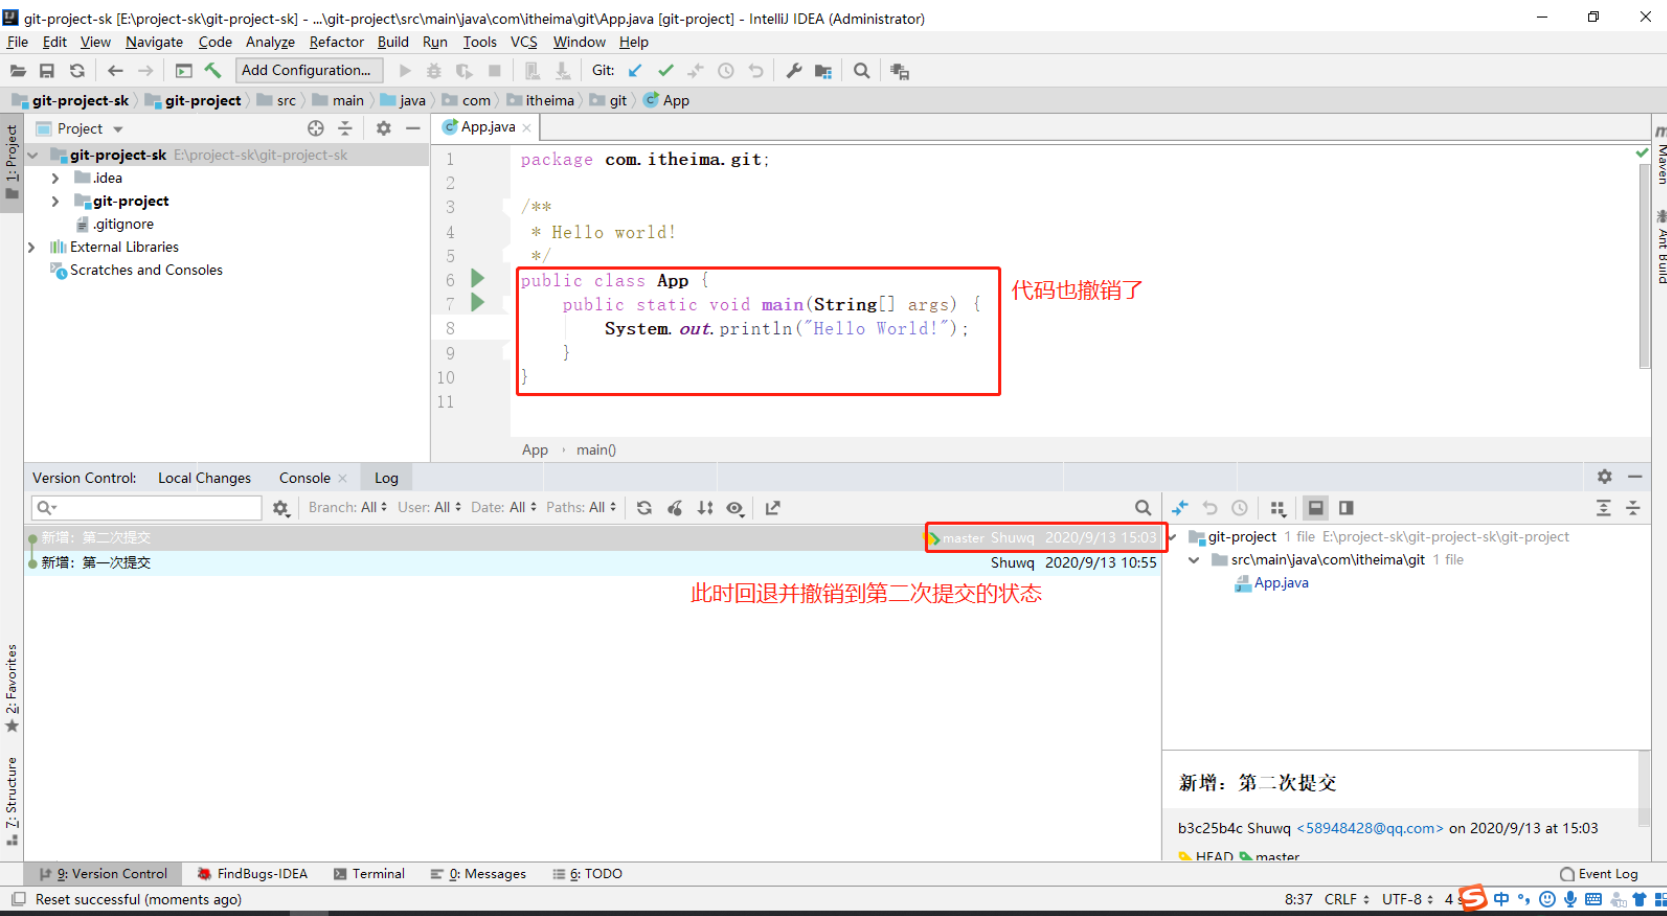 git-project-sk [E:\project-sk\git-project-sk] - ...\git-project\src\main\java\com\itheima\git\App.java [git-project] - IntelliJ IDEA (Administrator)
File Edit View Navigate Code Analyze Refactor Build Run Tools VCS Window Help
Add Configuration... Git:
git-project-sk git-project src main java com itheima git App
1: Project
Project
App.java
git-project-sk E:\project-sk\git-project-sk
.idea
git-project
.gitignore
External Libraries
Scratches and Consoles
1 package com.itheima.git;
2
3 /**
4 * Hello world!
5 */
6 public class App {
7 public static void main(String[] args) {
8 System.out.println("Hello World!");
9 }
10 }
11
代码也撤销了
App › main()
Maven
Ant Build
Version Control: Local Changes Console Log
Branch: All User: All Date: All Paths: All
新增：第二次提交 master Shuwq 2020/9/13 15:03
新增：第一次提交 Shuwq 2020/9/13 10:55
此时回退并撤销到第二次提交的状态
git-project 1 file E:\project-sk\git-project-sk\git-project
src\main\java\com\itheima\git 1 file
App.java
新增：第二次提交
b3c25b4c Shuwq <58948428@qq.com> on 2020/9/13 at 15:03
HEAD master
2: Favorites
7: Structure
9: Version Control FindBugs-IDEA Terminal 0: Messages 6: TODO Event Log
Reset successful (moments ago) 8:37 CRLF UTF-8 4 s 中